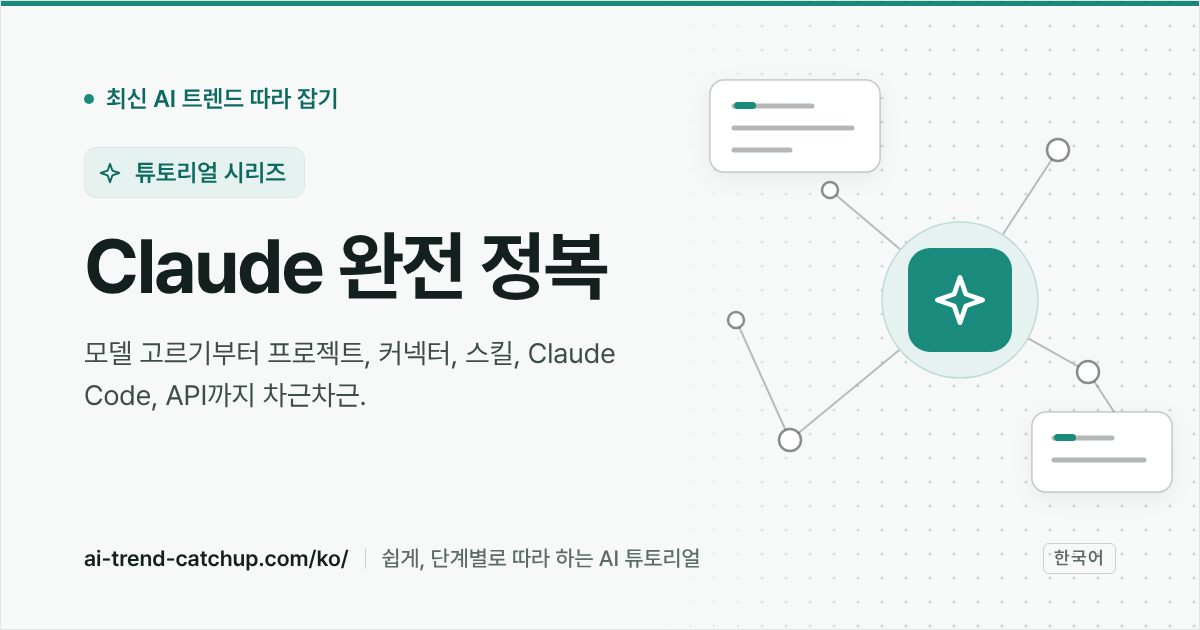 최신 AI 트렌드 따라 잡기
튜토리얼 시리즈
Claude 완전 정복
모델 고르기부터 프로젝트, 커넥터, 스킬, Claude
Code, API까지 차근차근.
ai-trend-catchup.com/ko/ 쉽게, 단계별로 따라 하는 AI 튜토리얼
한국어